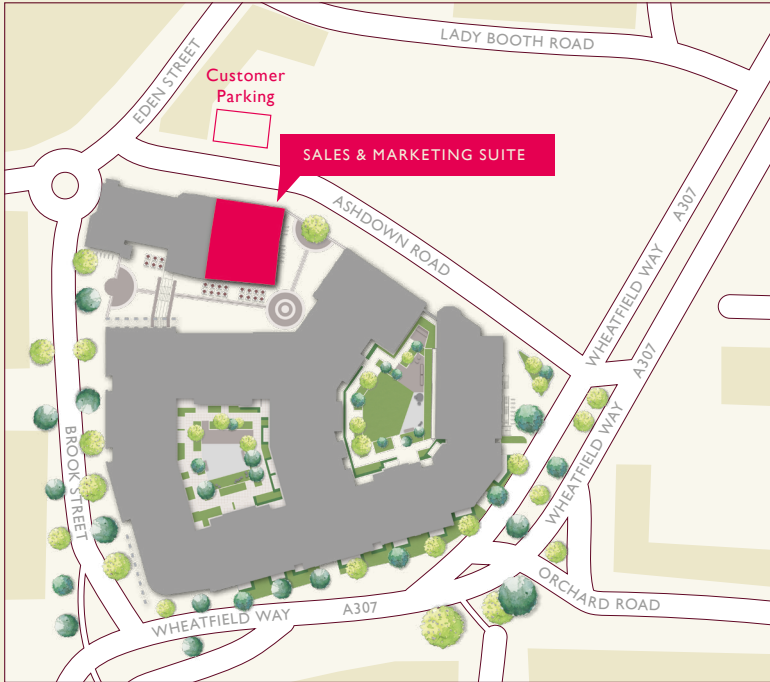 LADY BOOTH ROAD
EDEN STREET
Customer
Parking
SALES & MARKETING SUITE
ASHDOWN ROAD
WHEATFIELD WAY
A307
A307
WHEATFIELD WAY
BROOK STREET
ORCHARD ROAD
WHEATFIELD WAY
A307